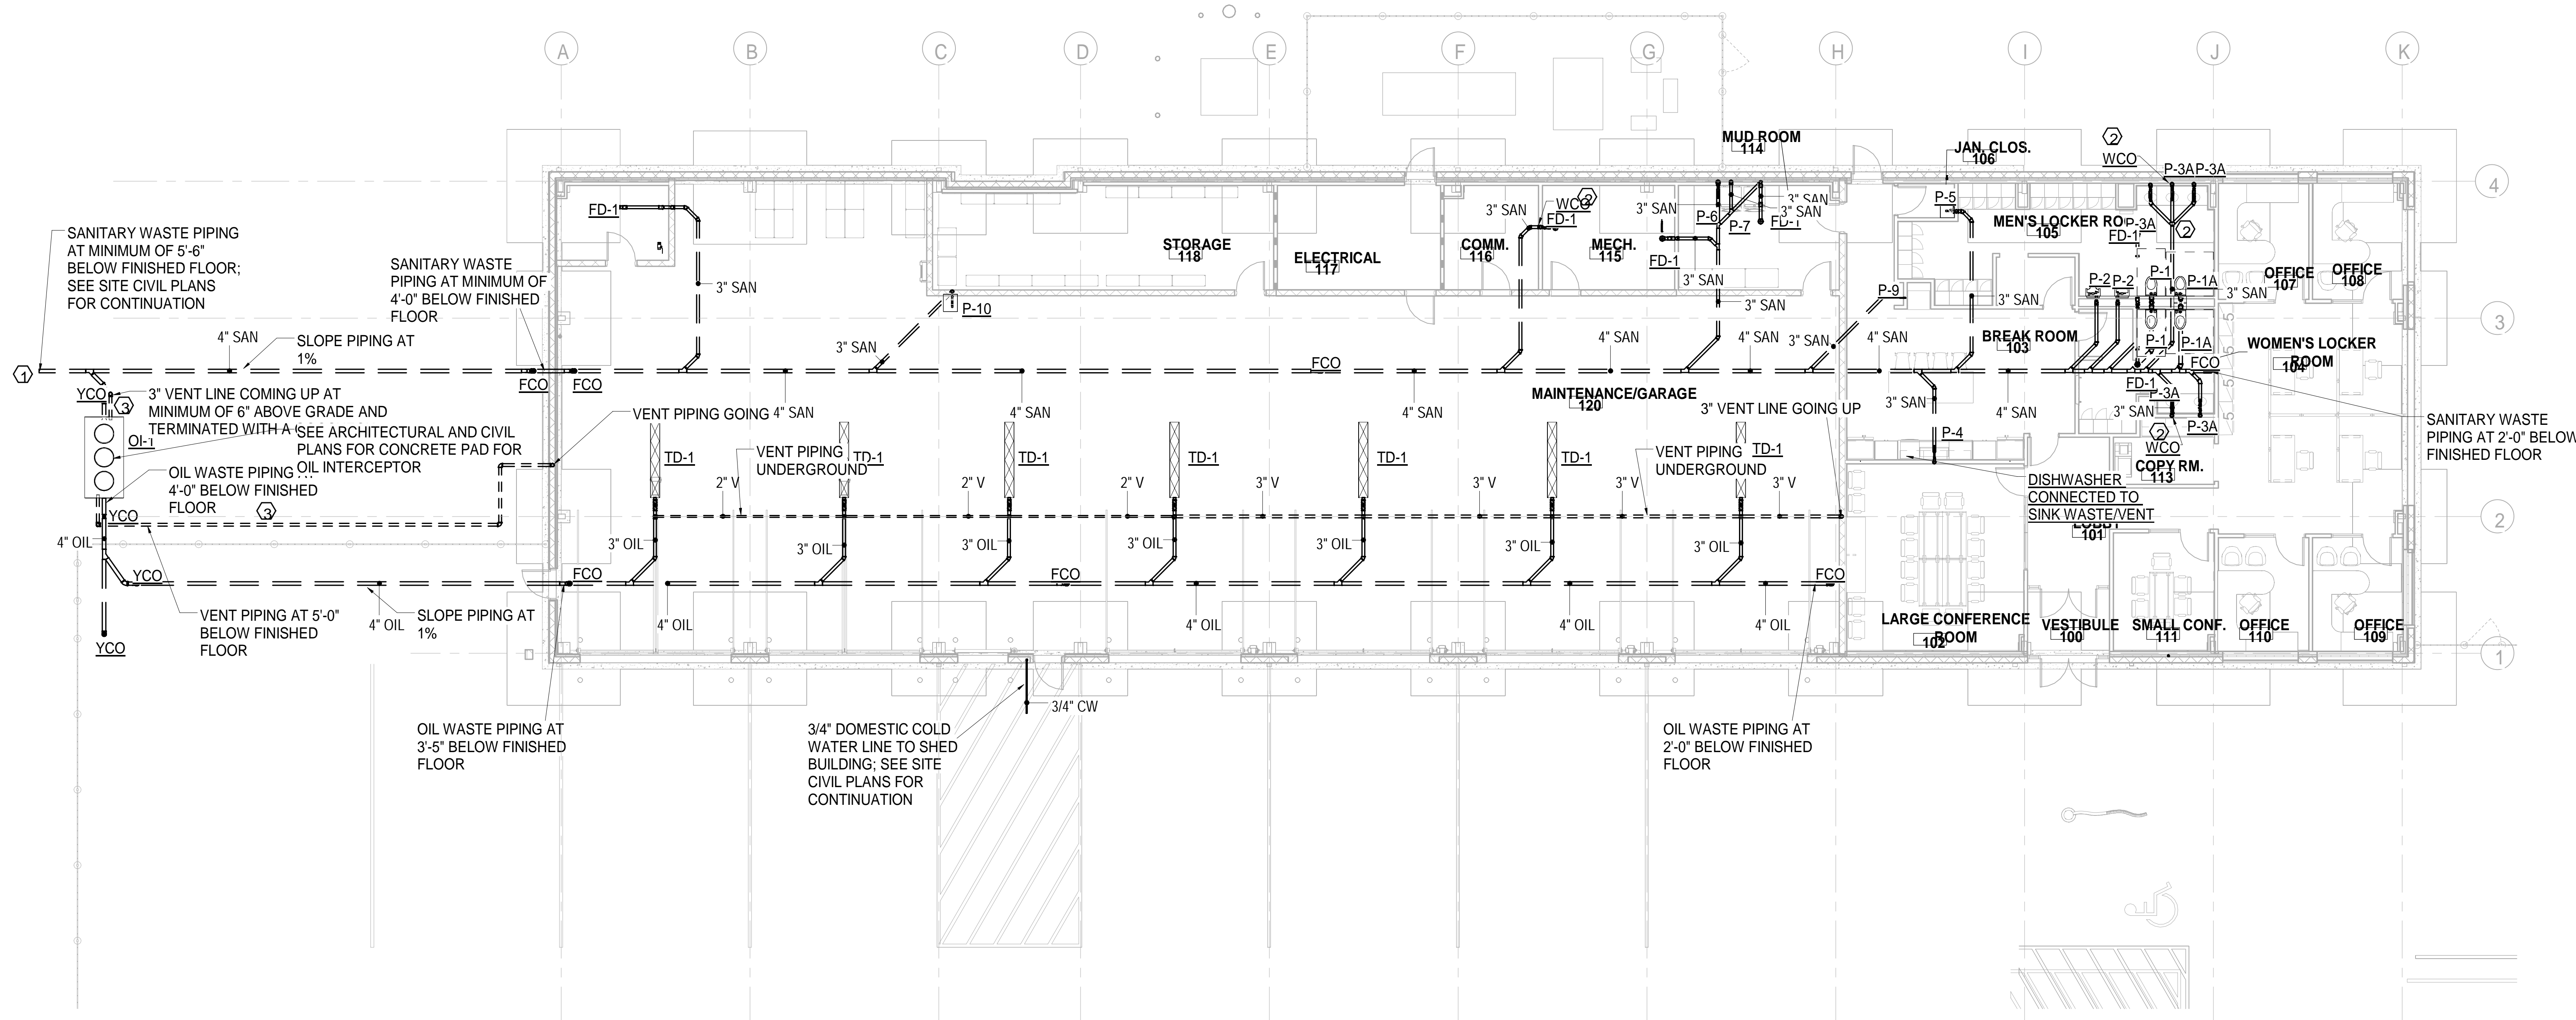 A
B
C
D
E
F
G
H
I
J
K
MUD ROOM
114
JAN. CLOS.
106
2
WCO
P-3A
P-3A
4
FD-1
3" SAN
WCO
2
FD-1
3" SAN
P-6
P-7
3" SAN
3" SAN
P-5
MEN'S LOCKER RO
105
P-3A
FD-1
2
SANITARY WASTE PIPING
AT MINIMUM OF 5'-6"
BELOW FINISHED FLOOR;
SEE SITE CIVIL PLANS
FOR CONTINUATION
SANITARY WASTE
PIPING AT MINIMUM OF
4'-0" BELOW FINISHED
FLOOR
STORAGE
118
ELECTRICAL
117
COMM.
116
MECH.
115
FD-1
3" SAN
P-2
P-2
P-1
P-1A
OFFICE
107
OFFICE
108
3" SAN
P-10
3" SAN
P-9
3" SAN
3" SAN
3
4" SAN
SLOPE PIPING AT
1%
3" SAN
4" SAN
4" SAN
3" SAN
BREAK ROOM
103
P-1
P-1A
WOMEN'S LOCKER
ROOM
104
5
5
5
5
1
FCO
FCO
FCO
4" SAN
FCO
YCO
3
3" VENT LINE COMING UP AT
MINIMUM OF 6" ABOVE GRADE AND
TERMINATED WITH A
4" SAN
4" SAN
4" SAN
MAINTENANCE/GARAGE
120
3" SAN
4" SAN
FD-1
P-3A
3" SAN
P-3A
VENT PIPING GOING
3" VENT LINE GOING UP
OI-1
SEE ARCHITECTURAL AND CIVIL
PLANS FOR CONCRETE PAD FOR
OIL INTERCEPTOR
SANITARY WASTE
PIPING AT 2'-0" BELOW
FINISHED FLOOR
P-4
2
WCO
TD-1
VENT PIPING
UNDERGROUND
TD-1
TD-1
TD-1
TD-1
VENT PIPING
UNDERGROUND
TD-1
COPY RM.
113
OIL WASTE PIPING
4'-0" BELOW FINISHED
FLOOR
3
2" V
2" V
2" V
3" V
3" V
3" V
3" V
DISHWASHER
CONNECTED TO
SINK WASTE/VENT
LOBBY
101
YCO
4" OIL
3" OIL
3" OIL
3" OIL
3" OIL
3" OIL
3" OIL
3" OIL
2
YCO
FCO
FCO
FCO
VENT PIPING AT 5'-0"
BELOW FINISHED
FLOOR
4" OIL
SLOPE PIPING AT
1%
4" OIL
4" OIL
4" OIL
4" OIL
YCO
LARGE CONFERENCE
ROOM
102
VESTIBULE
100
SMALL CONF.
111
OFFICE
110
OFFICE
109
1
OIL WASTE PIPING AT
3'-5" BELOW FINISHED
FLOOR
3/4" CW
3/4" DOMESTIC COLD
WATER LINE TO SHED
BUILDING; SEE SITE
CIVIL PLANS FOR
CONTINUATION
OIL WASTE PIPING AT
2'-0" BELOW FINISHED
FLOOR